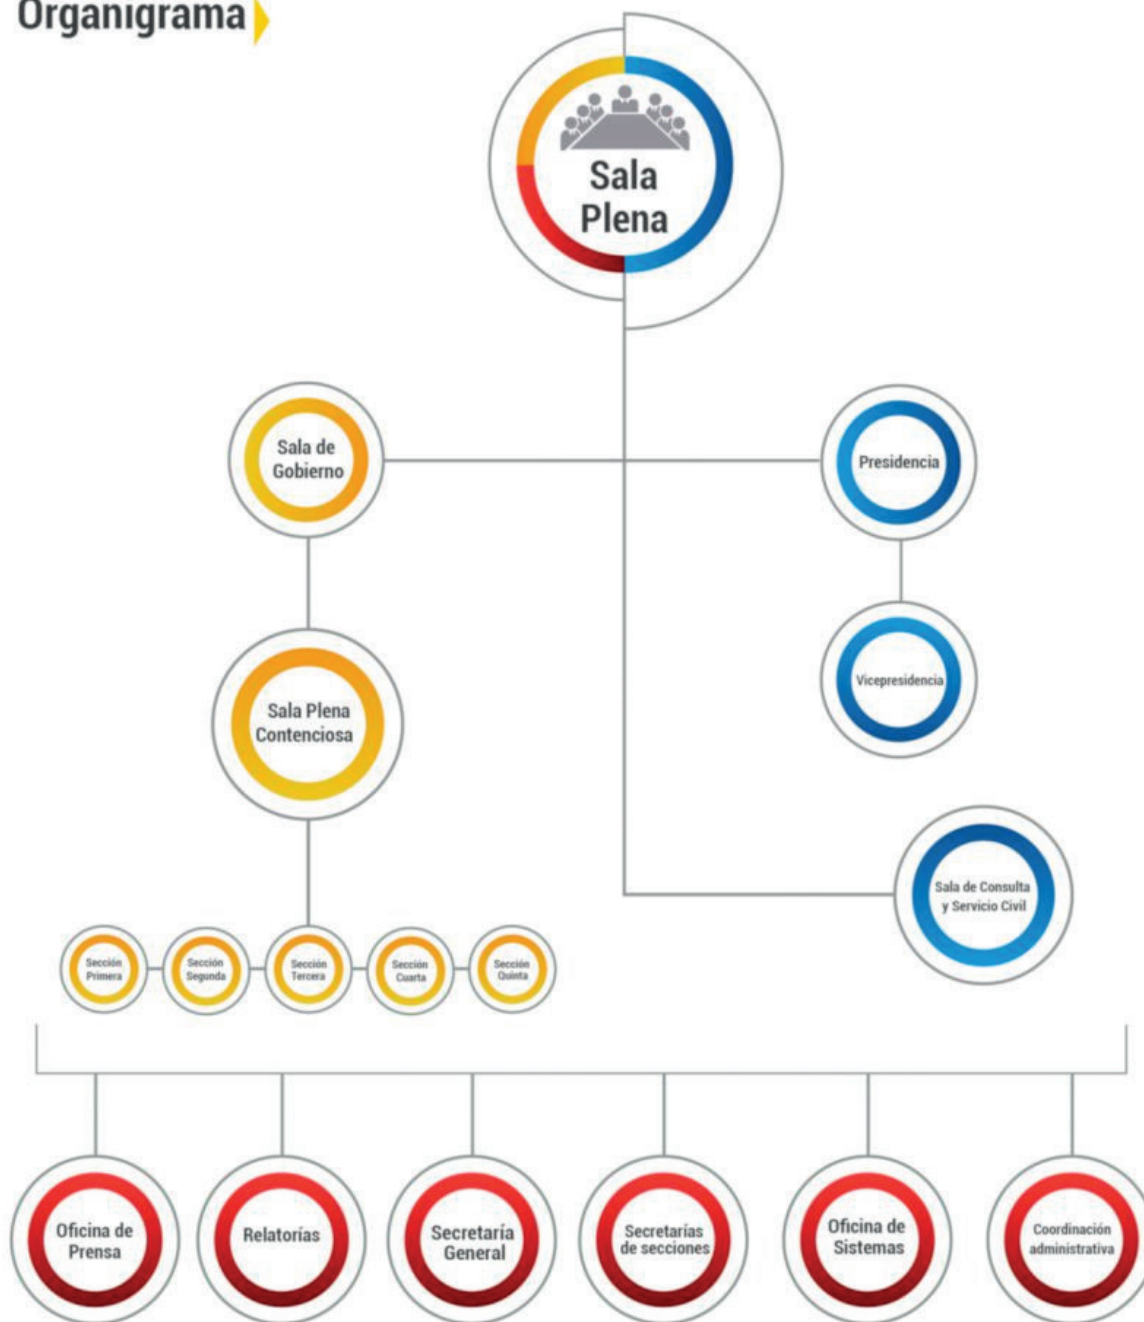 Organigrama
Sala
Plena
Sala de
Gobierno
Presidencia
Vicepresidencia
Sala Plena
Contenciosa
Sala de Consulta
y Servicio Civil
Sección
Primera
Sección
Segunda
Sección
Tercera
Sección
Cuarta
Sección
Quinta
Oficina de
Prensa
Relatorías
Secretaría
General
Secretarías
de secciones
Oficina de
Sistemas
Coordinación
administrativa